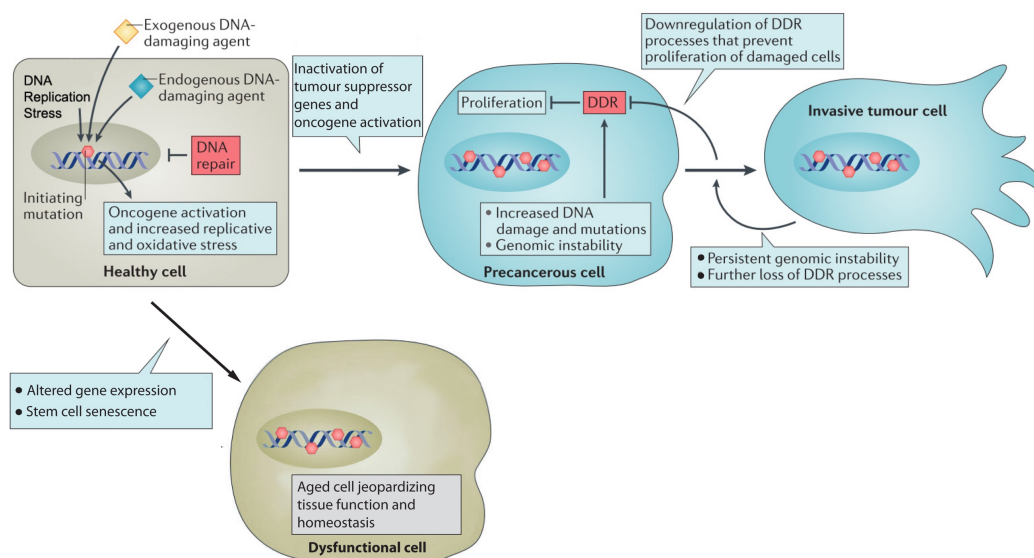 Exogenous DNA-
damaging agent
DNA
Replication
Stress
Endogenous DNA-
damaging agent
DNA
repair
Initiating
mutation
Oncogene activation
and increased replicative
and oxidative stress
Healthy cell
Inactivation of
tumour suppressor
genes and
oncogene activation
Proliferation
DDR
• Increased DNA
damage and mutations
• Genomic instability
Precancerous cell
Downregulation of DDR
processes that prevent
proliferation of damaged cells
Invasive tumour cell
• Persistent genomic instability
• Further loss of DDR processes
• Altered gene expression
• Stem cell senescence
Aged cell jeopardizing
tissue function and
homeostasis
Dysfunctional cell